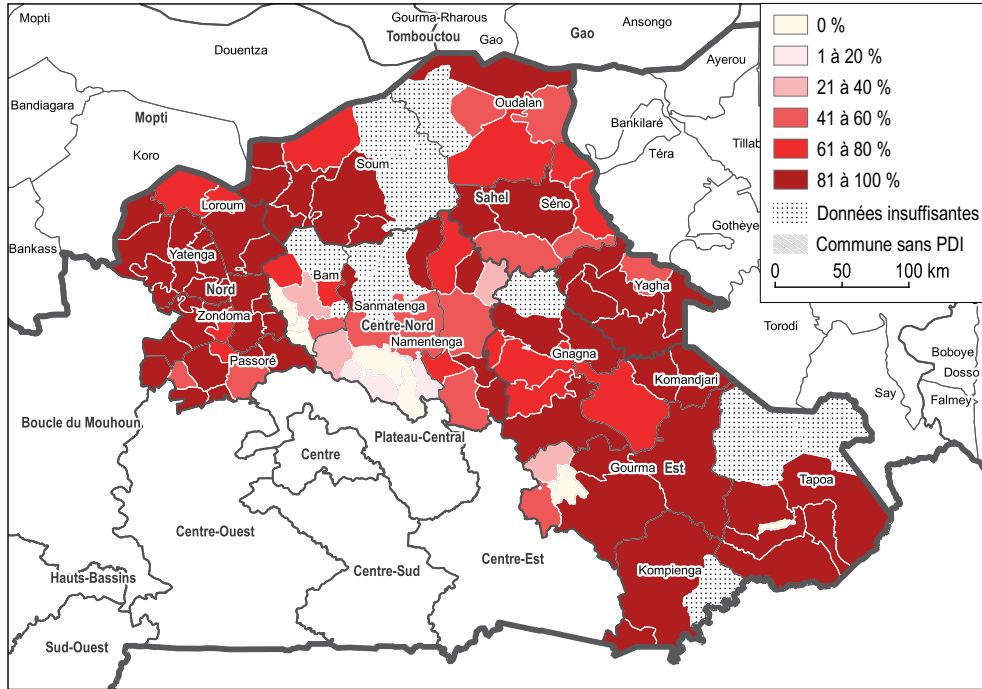 Mopti
Gourma-Rharous
Tombouctou
Gao
Gao
Ansongo
Douentza
Ayerou
Bandiagara
Mopti
Koro
Bankass
Oudalan
Bankilaré
Tillab
Téra
Soum
Loroum
Sahel
Séno
Gothèye
Yatenga
Nord
Bam
Yagha
Zondoma
Sanmatenga
Centre-Nord
Namentenga
Passoré
Gnagna
Komandjari
Torodi
Boboye
Dosso
Say
Falmey
Boucle du Mouhoun
Plateau-Central
Centre
Gourma
Est
Tapoa
Centre-Ouest
Centre-Est
Kompienga
Hauts-Bassins
Centre-Sud
Sud-Ouest
0 %
1 à 20 %
21 à 40 %
41 à 60 %
61 à 80 %
81 à 100 %
Données insuffisantes
Commune sans PDI
0 50 100 km